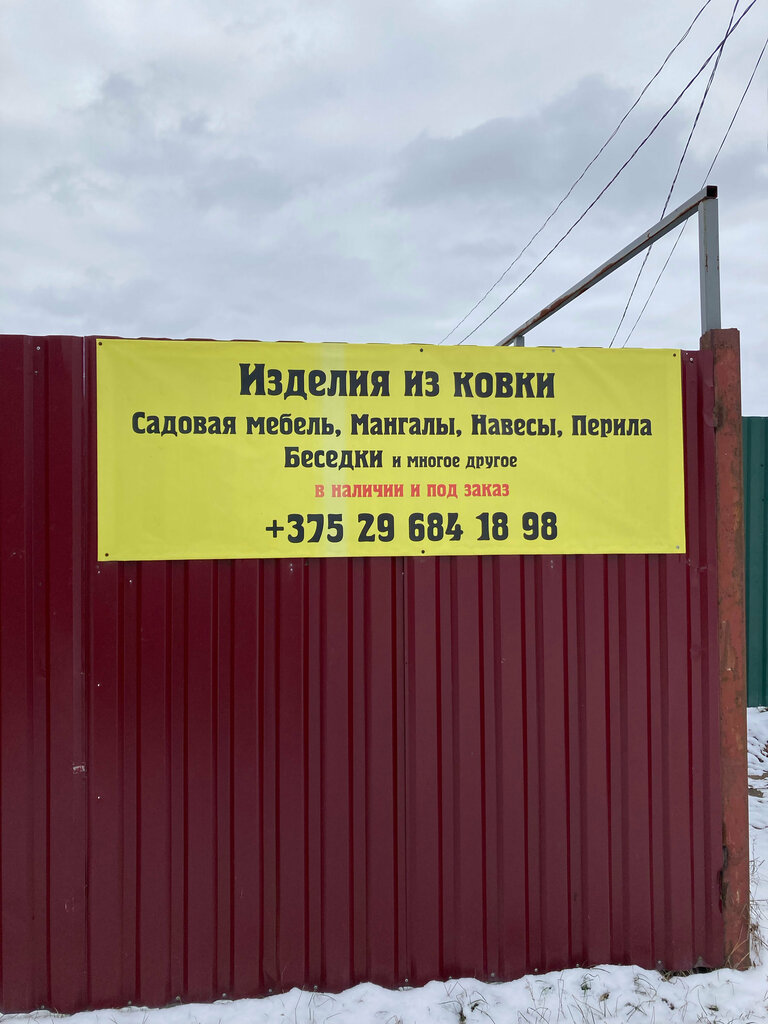 Изделия из ковки
Садовая мебель, Мангалы, Навесы, Перила
Беседки и многое другое
в наличии и под заказ
+375 29 684 18 98